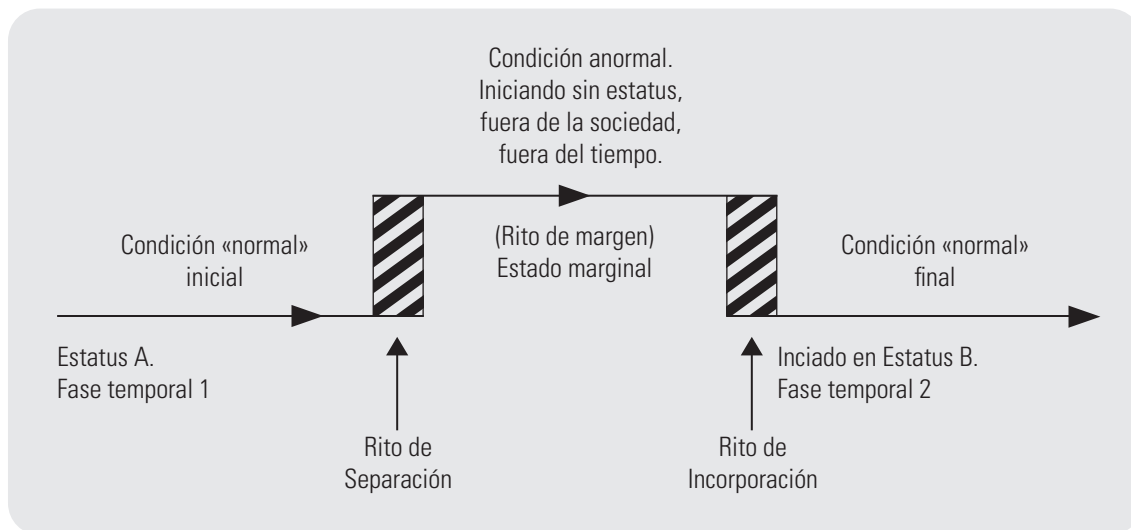 Condición anormal.
Iniciando sin estatus,
fuera de la sociedad,
fuera del tiempo.
Condición «normal»
inicial
(Rito de margen)
Estado marginal
Condición «normal»
final
Estatus A.
Fase temporal 1
Inciado en Estatus B.
Fase temporal 2
Rito de
Separación
Rito de
Incorporación